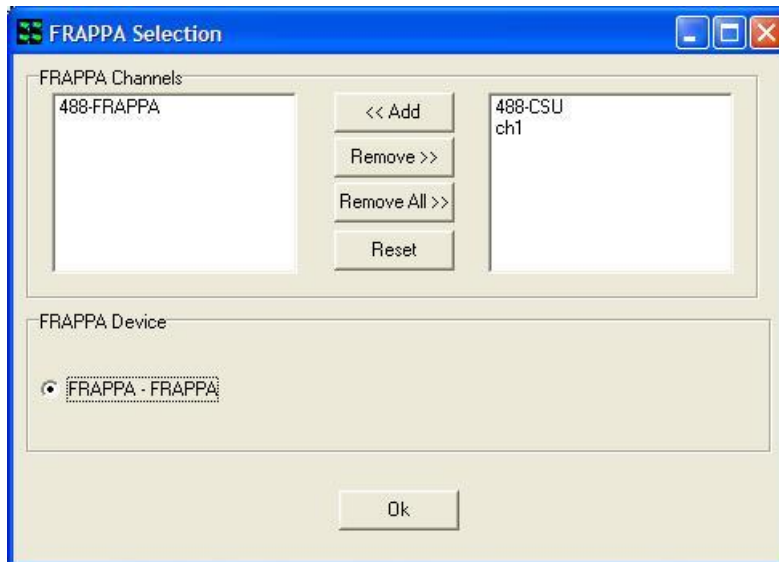 FRAPPA Selection
FRAPPA Channels
488-FRAPPA
<< Add
Remove >>
Remove All >>
Reset
488-CSU
ch1
FRAPPA Device
FRAPPA - FRAPPA
Ok